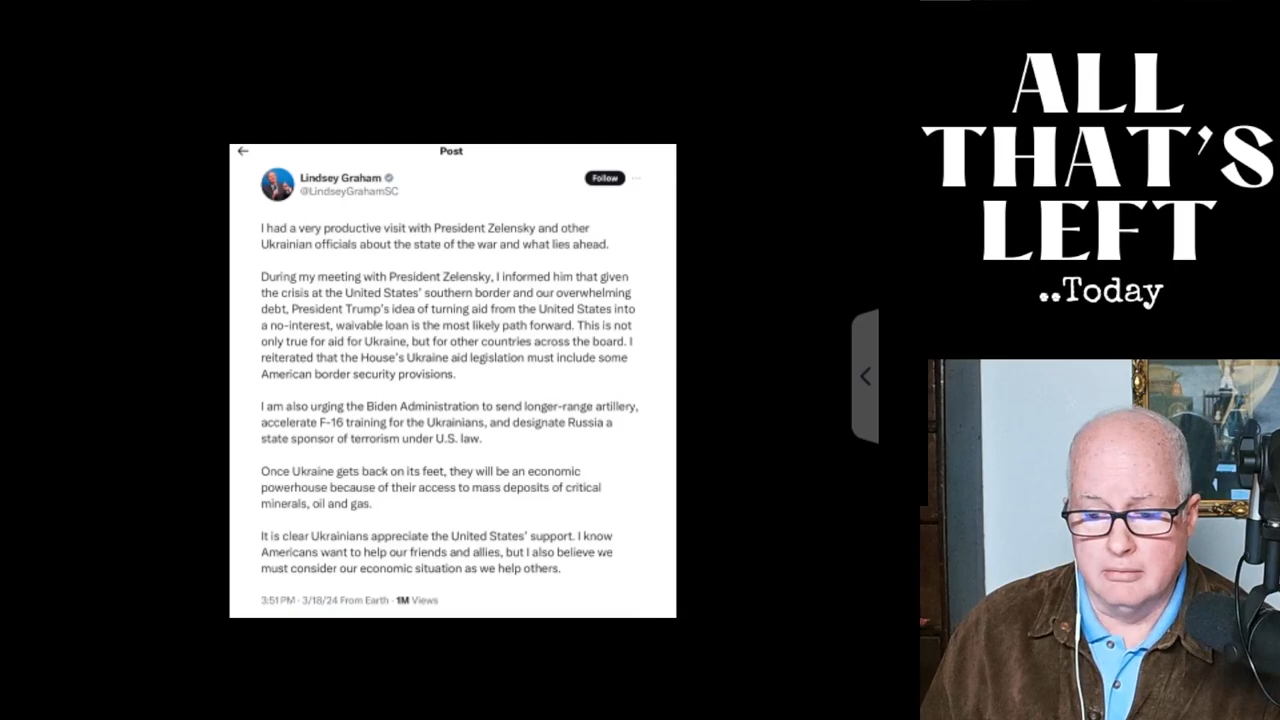 Post
Lindsey Graham
@LindseyGrahamSC
Follow
I had a very productive visit with President Zelensky and other
Ukrainian officials about the state of the war and what lies ahead.
During my meeting with President Zelensky, I informed him that given
the crisis at the United States' southern border and our overwhelming
debt, President Trump's idea of turning aid from the United States into
a no-interest, waivable loan is the most likely path forward. This is not
only true for aid for Ukraine, but for other countries across the board. I
reiterated that the House's Ukraine aid legislation must include some
American border security provisions.
I am also urging the Biden Administration to send longer-range artillery,
accelerate F-16 training for the Ukrainians, and designate Russia a
state sponsor of terrorism under U.S. law.
Once Ukraine gets back on its feet, they will be an economic
powerhouse because of their access to mass deposits of critical
minerals, oil and gas.
It is clear Ukrainians appreciate the United States' support. I know
Americans want to help our friends and allies, but I also believe we
must consider our economic situation as we help others.
3:51 PM · 3/18/24 From Earth · 1M Views
ALL
THAT'S
LEFT
..Today